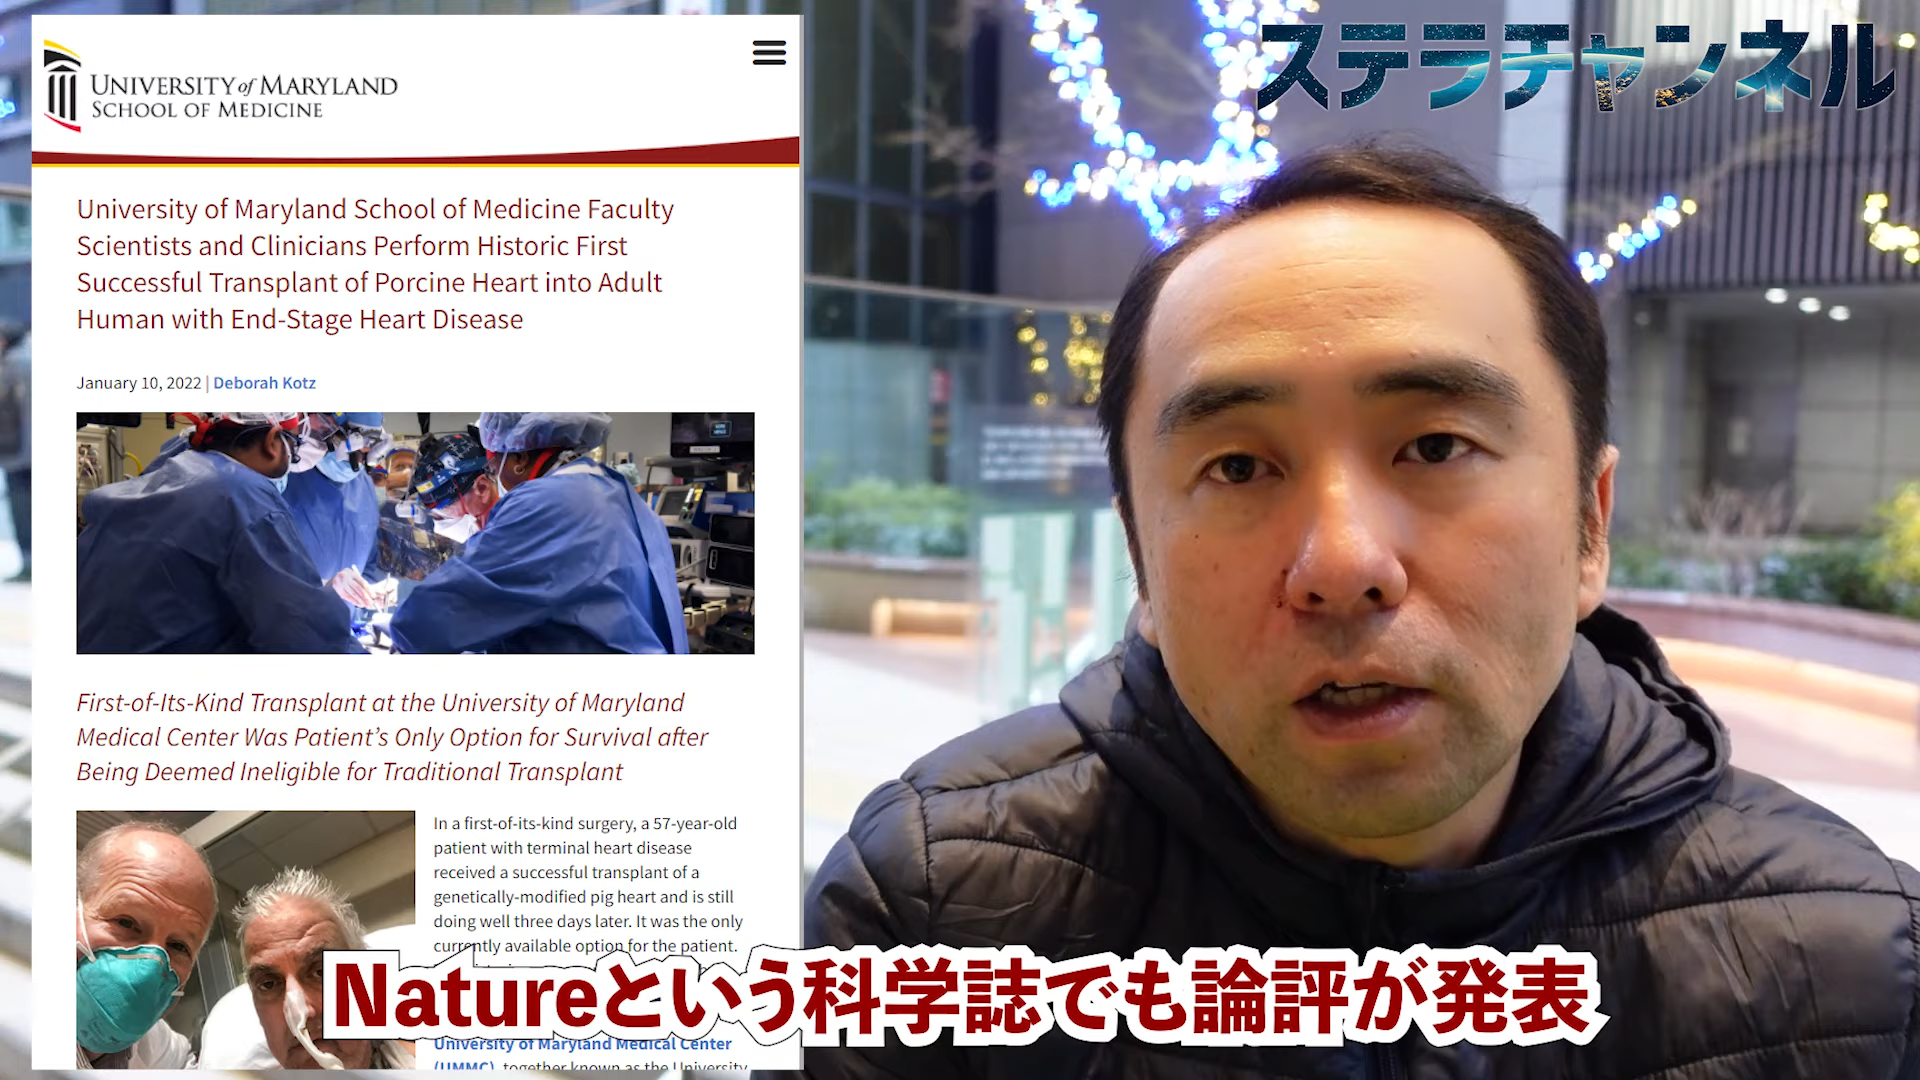 UNIVERSITY of MARYLAND
SCHOOL OF MEDICINE
University of Maryland School of Medicine Faculty
Scientists and Clinicians Perform Historic First
Successful Transplant of Porcine Heart into Adult
Human with End-Stage Heart Disease
January 10, 2022 | Deborah Kotz
First-of-Its-Kind Transplant at the University of Maryland
Medical Center Was Patient's Only Option for Survival after
Being Deemed Ineligible for Traditional Transplant
In a first-of-its-kind surgery, a 57-year-old
patient with terminal heart disease
received a successful transplant of a
genetically-modified pig heart and is still
doing well three days later. It was the only
currently available option for the patient.
University of Maryland Medical Center
(UMMC), together known as the University
ステラチャンネル
Natureという科学誌でも論評が発表